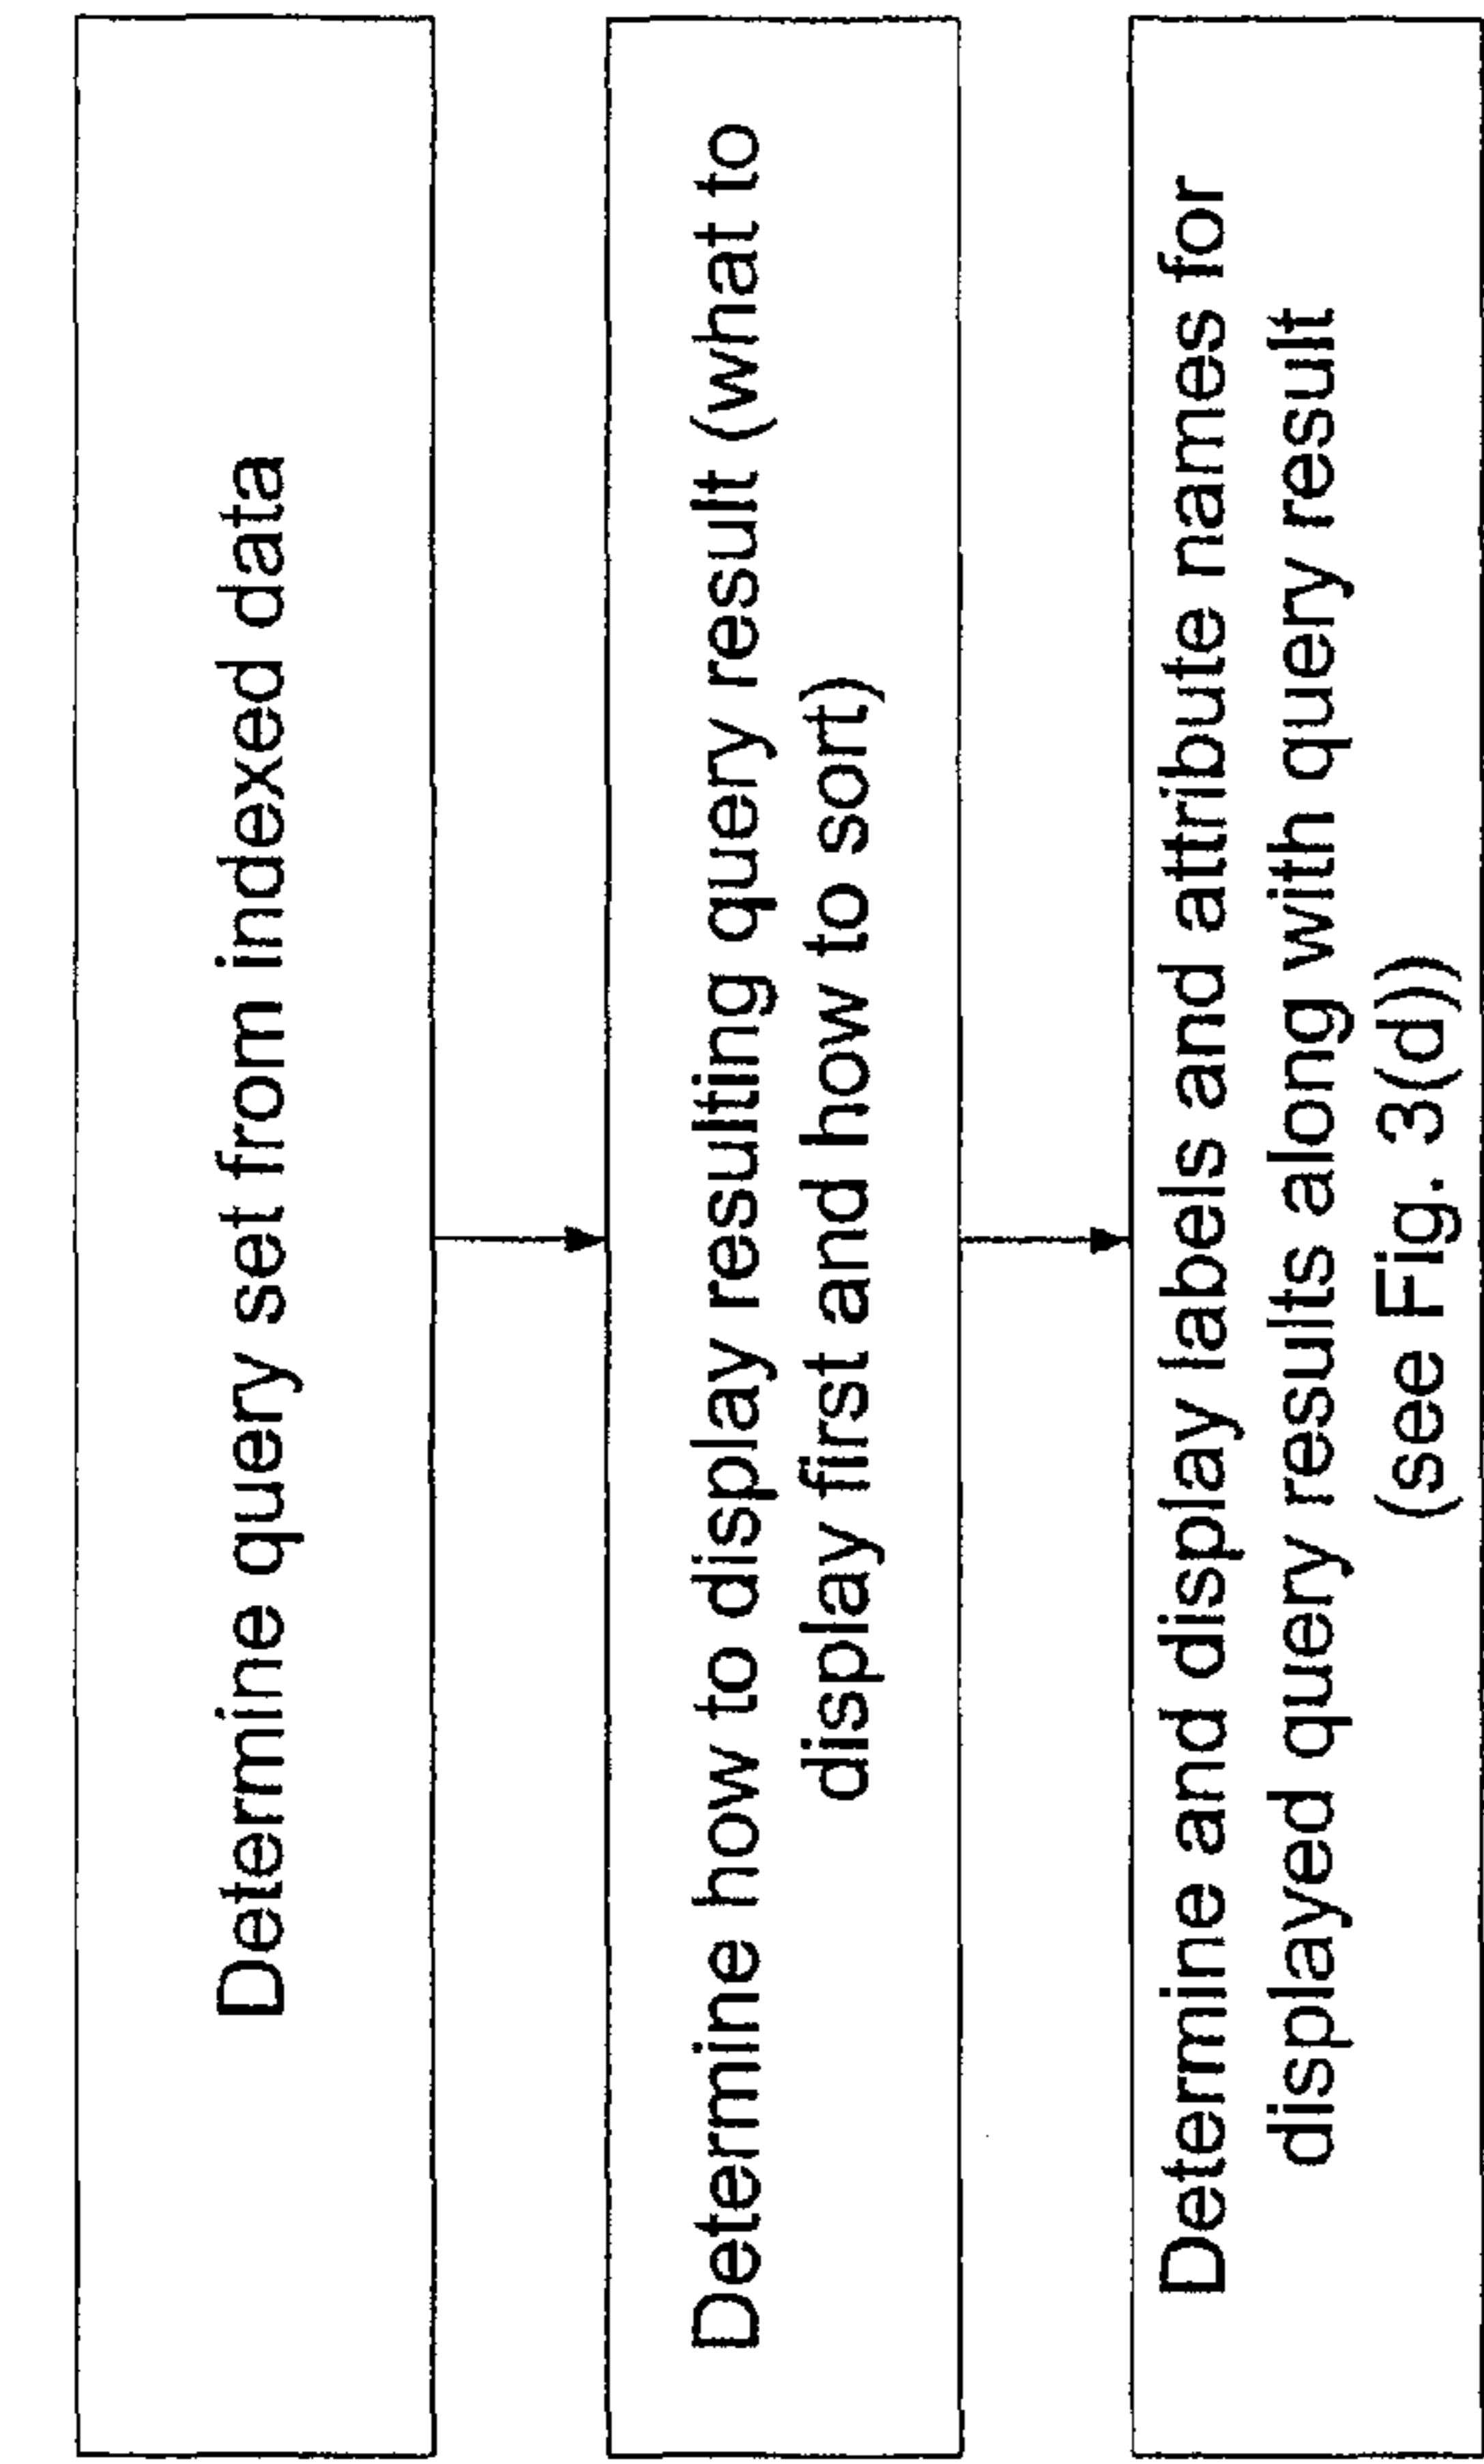 Determine query set from indexed data
Determine how to display resulting query result (what to
display first and how to sort)
Determine and display labels and attribute names for
displayed query results along with query result
(see Fig. 3(d))